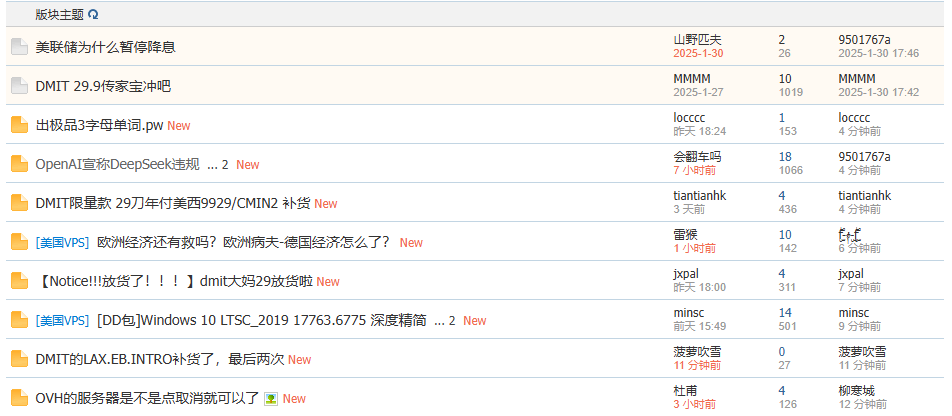 版块主题
美联储为什么暂停降息 山野匹夫 2 9501767a
2025-1-30 26 2025-1-30 17:46
DMIT 29.9传家宝冲吧 MMMM 10 MMMM
2025-1-27 1019 2025-1-30 17:42
出极品3字母单词.pw New locccc 1 locccc
昨天 18:24 153 4 分钟前
OpenAI宣称DeepSeek违规 ... 2 New 会翻车吗 18 9501767a
7 小时前 1066 4 分钟前
DMIT限量款 29刀年付美西9929/CMIN2 补货 New tiantianhk 4 tiantianhk
3 天前 436 4 分钟前
[美国VPS] 欧洲经济还有救吗？欧洲病夫-德国经济怎么了？ New 雷猴 10
1 小时前 142 6 分钟前
【Notice!!!放货了！！！】dmit大妈29放货啦 New jxpal 4 jxpal
昨天 18:00 311 7 分钟前
[美国VPS] [DD包]Windows 10 LTSC_2019 17763.6775 深度精简 ... 2 New minsc 14 minsc
前天 15:49 501 9 分钟前
DMIT的LAX.EB.INTRO补货了，最后两次 New 菠萝吹雪 0 菠萝吹雪
11 分钟前 27 11 分钟前
OVH的服务器是不是点取消就可以了 New 杜甫 4 柳寒城
3 小时前 126 12 分钟前